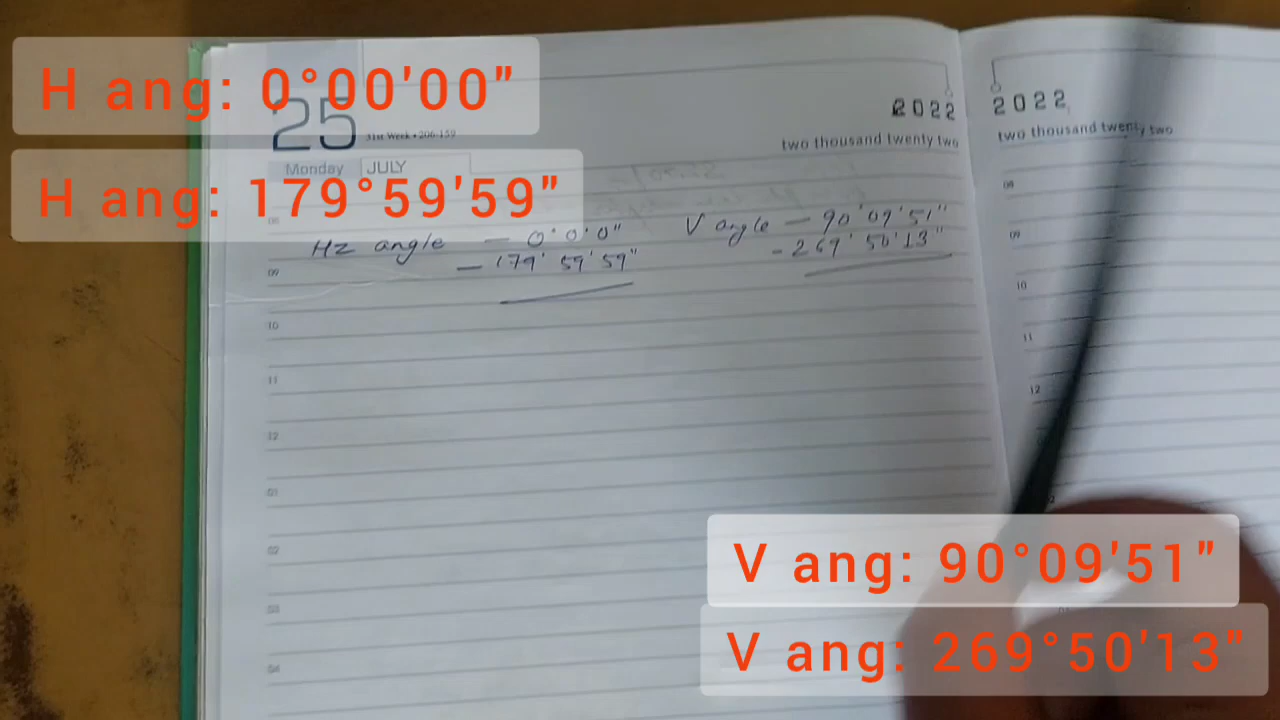 H ang: 0°00'00"
H ang: 179°59'59"
25
31st Week • 206-159
Monday JULY
2022
two thousand twenty two
2022
two thousand twenty two
Hz angle — 0°0'0"
— 179° 59' 59"
V angle — 90°09'51"
- 269° 50'13"
09
10
11
12
01
02
03
04
08
09
10
11
12
V ang: 90°09'51"
V ang: 269°50'13"